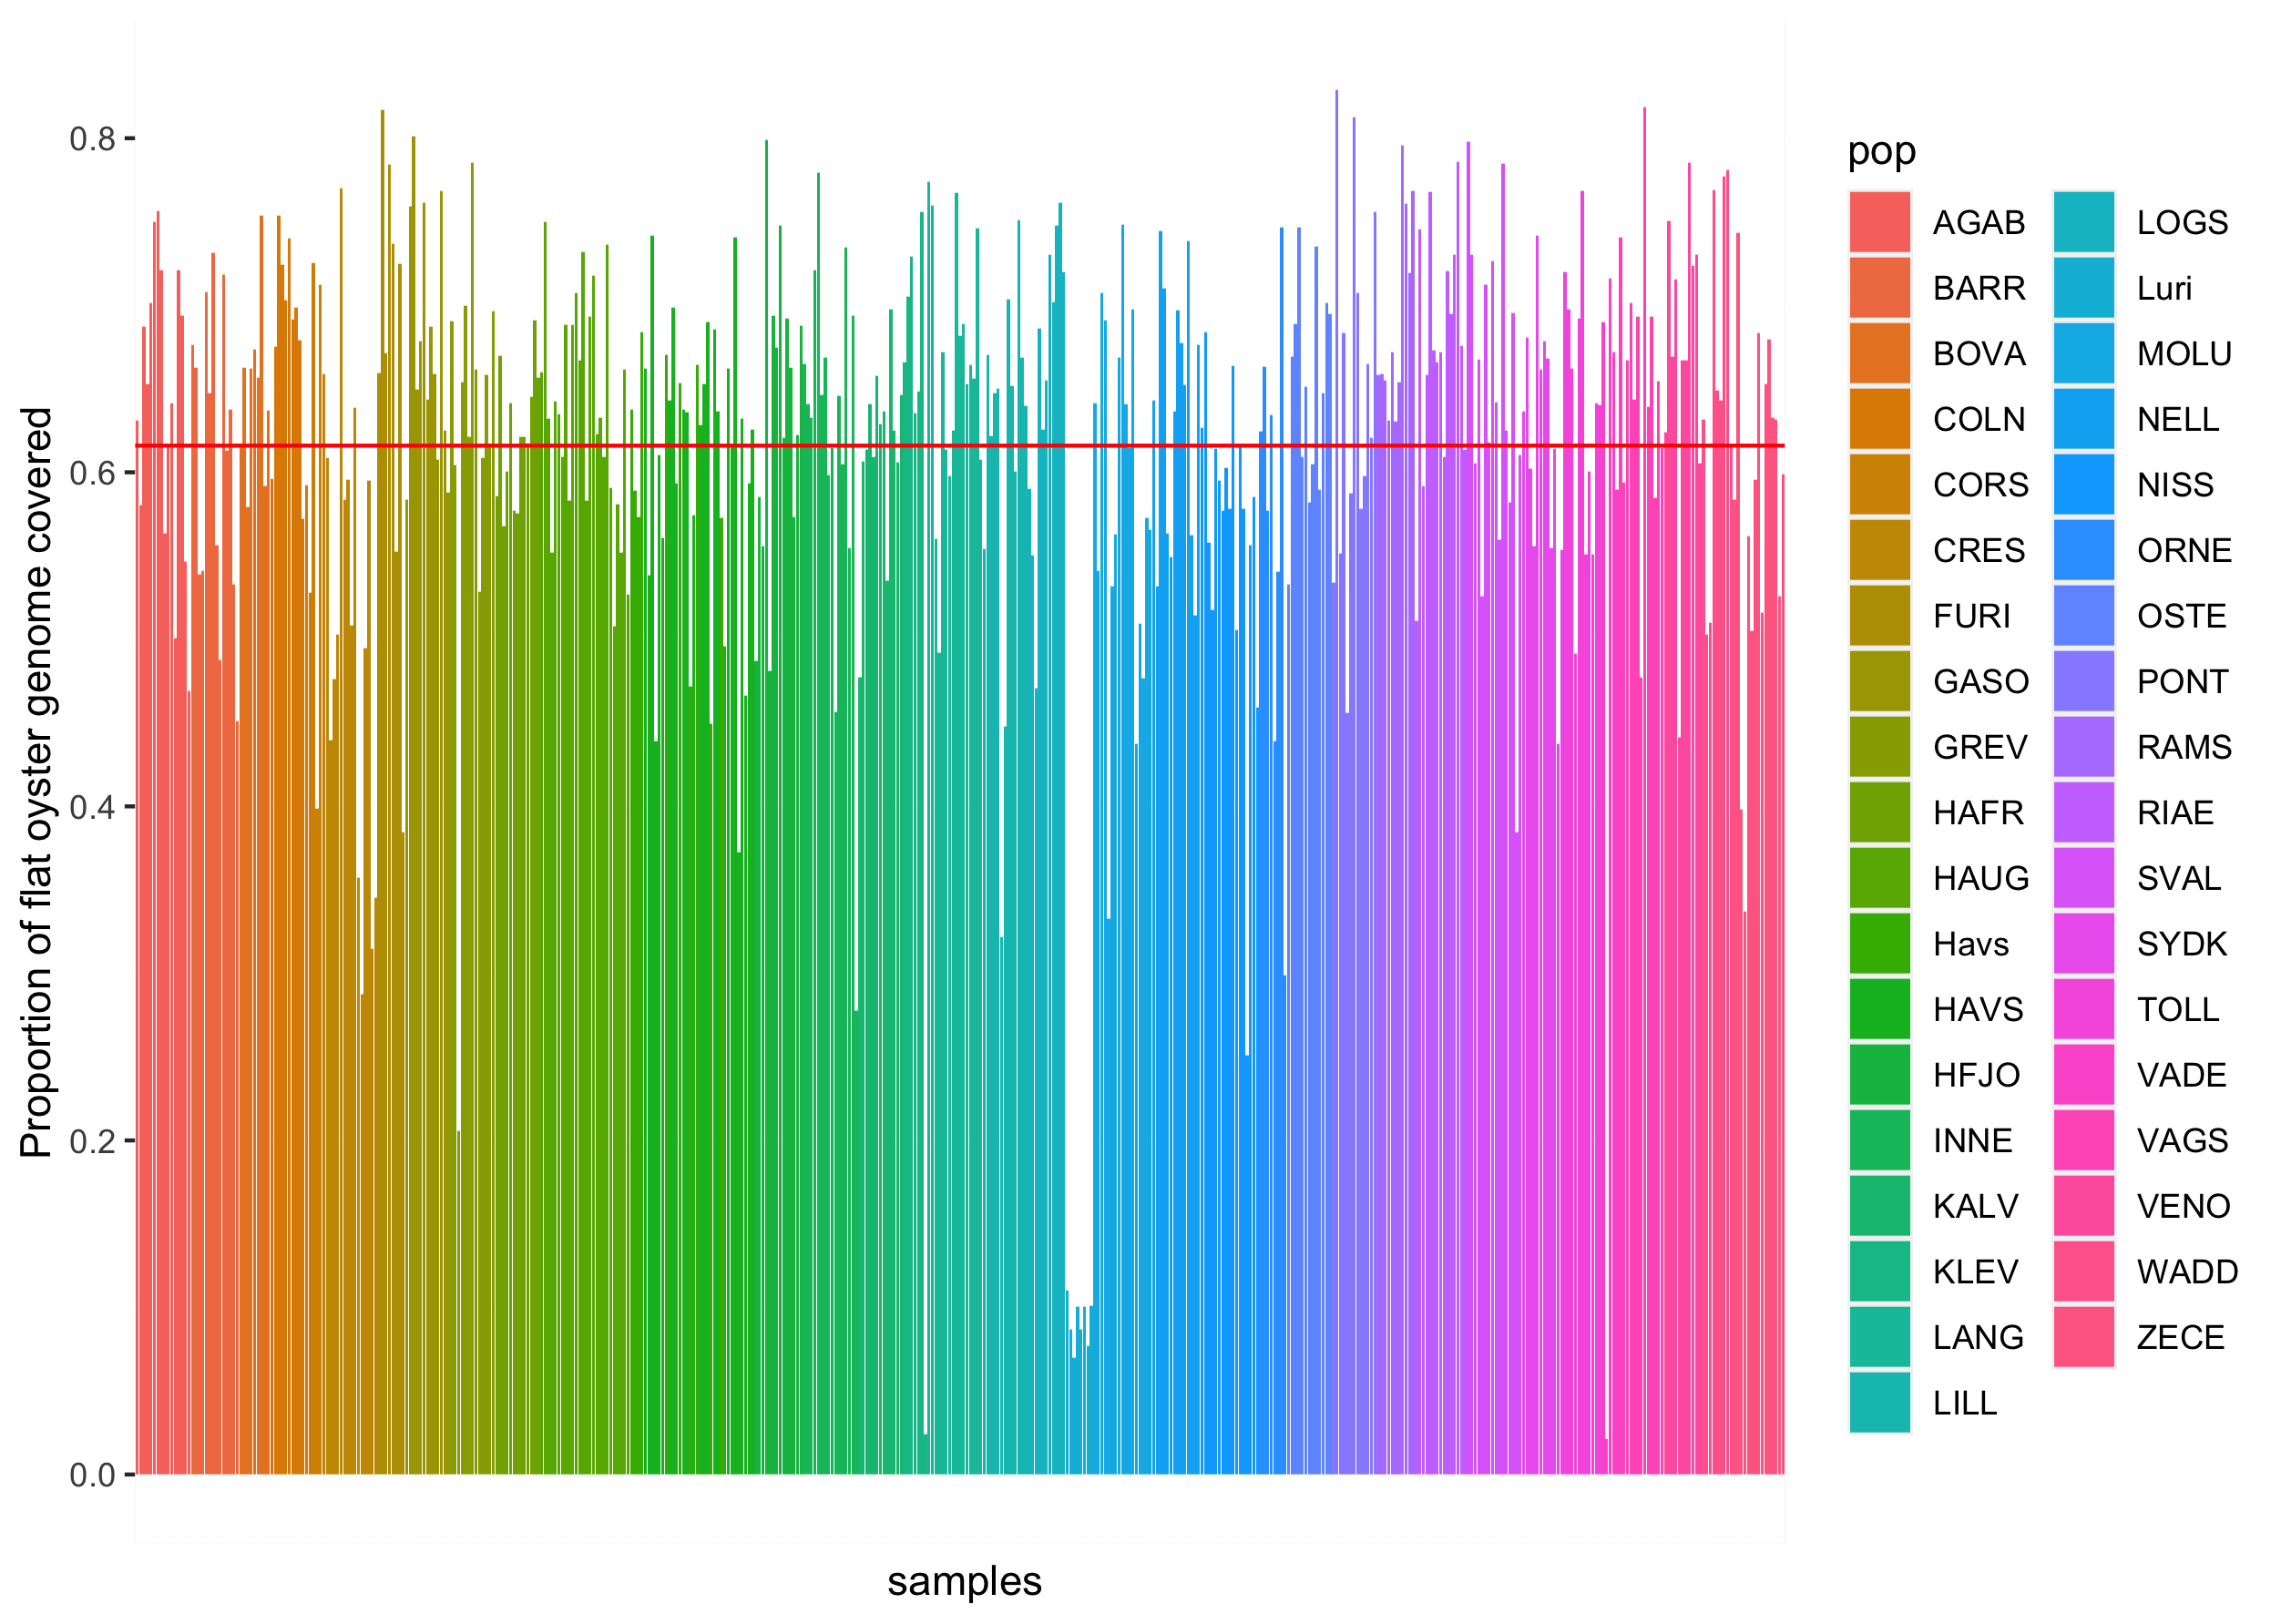 Proportion of flat oyster genome covered
0.8
0.6
0.4
0.2
0.0
samples
pop
AGAB
BARR
BOVA
COLN
CORS
CRES
FURI
GASO
GREV
HAFR
HAUG
Havs
HAVS
HFJO
INNE
KALV
KLEV
LANG
LILL
LOGS
Luri
MOLU
NELL
NISS
ORNE
OSTE
PONT
RAMS
RIAE
SVAL
SYDK
TOLL
VADE
VAGS
VENO
WADD
ZECE